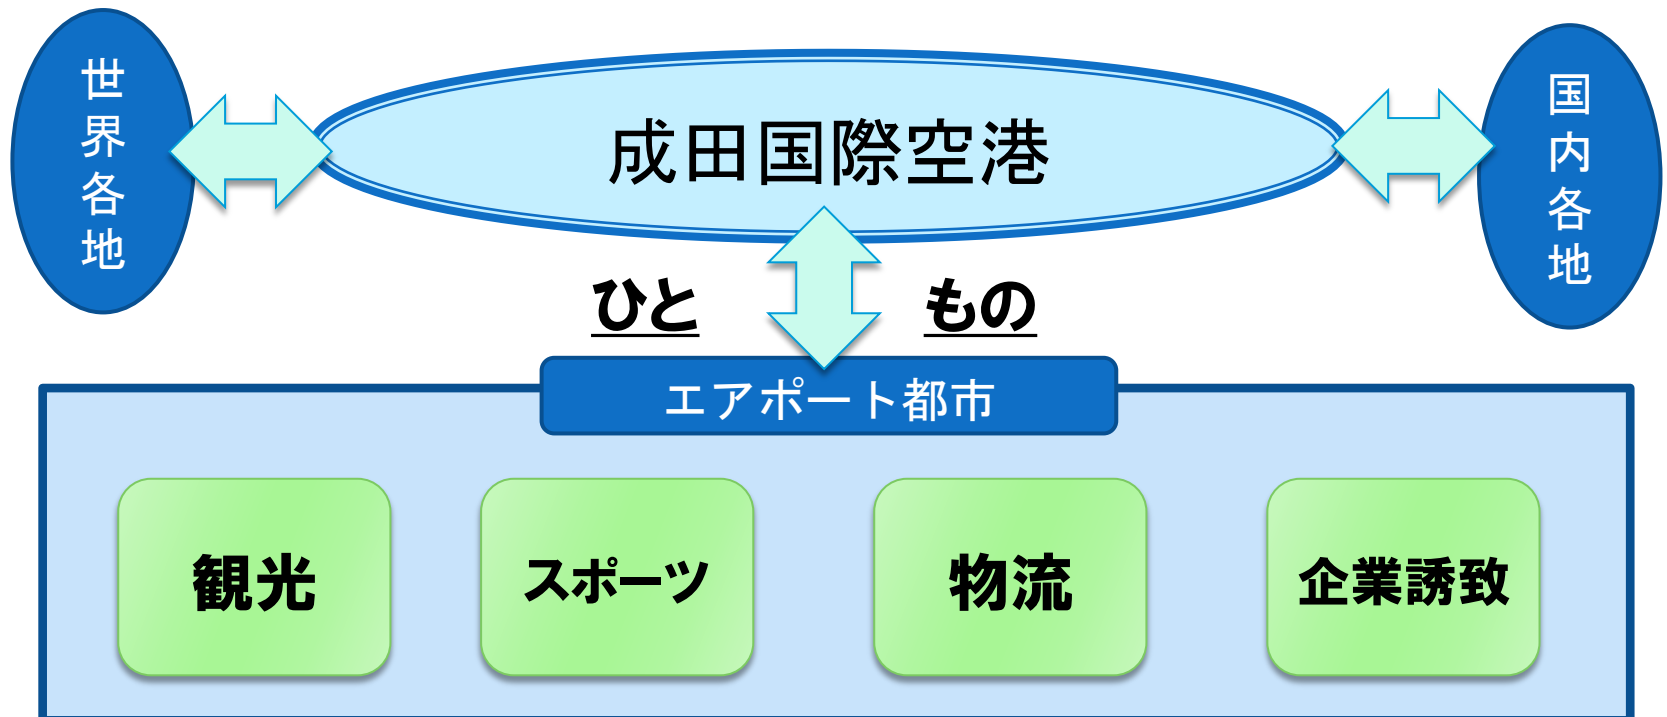 世界各地
成田国際空港
国内各地
ひと
もの
エアポート都市
観光
スポーツ
物流
企業誘致